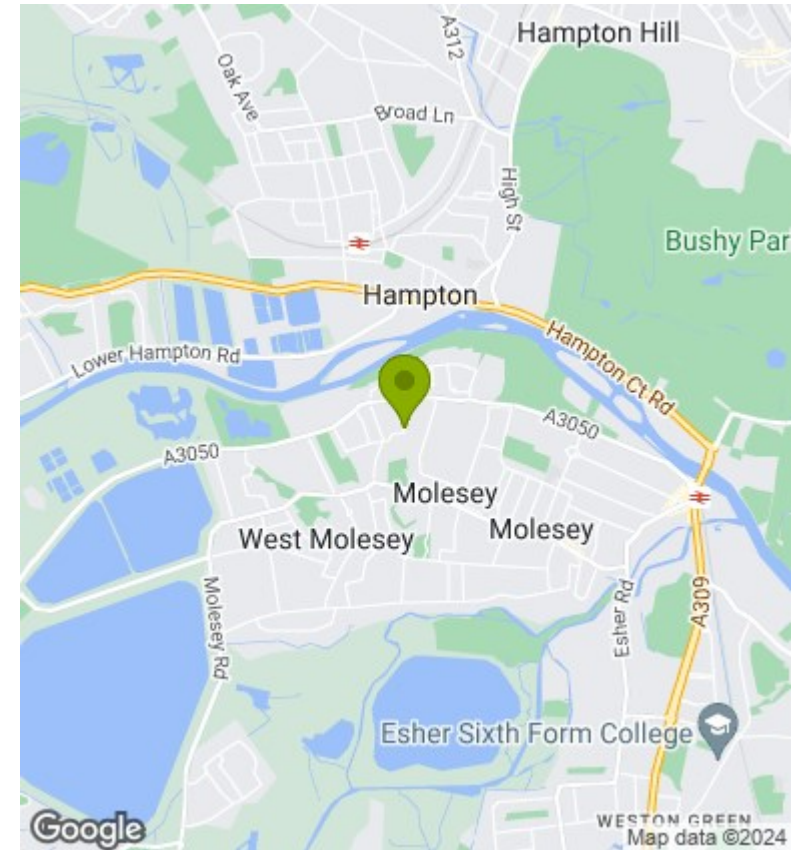 A312
Hampton Hill
Oak Ave
Broad Ln
High St
Bushy Par
Hampton
Lower Hampton Rd
Hampton Ct Rd
A3050
A3050
Molesey
West Molesey
Molesey
Molesey Rd
Esher Rd
A309
Esher Sixth Form College
WESTON GREEN
Google
Map data ©2024